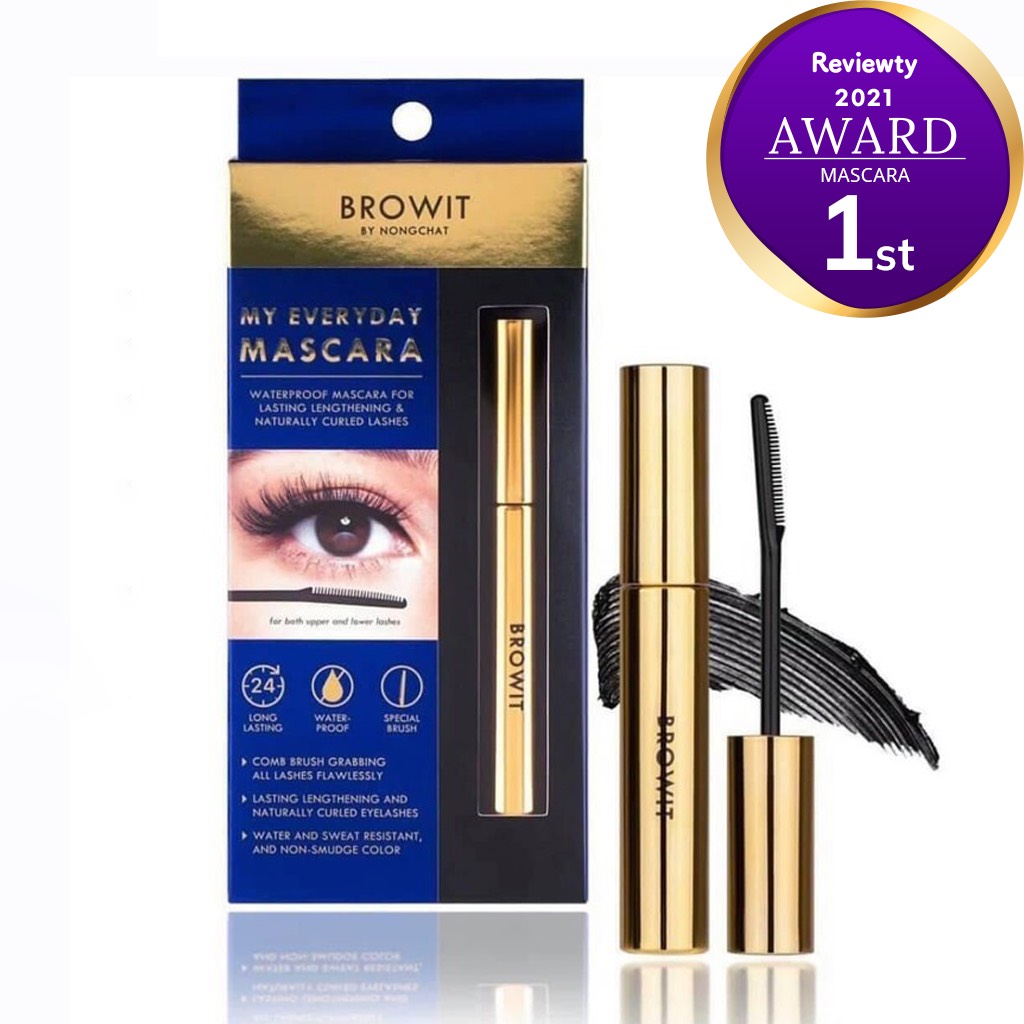 Reviewty
2021
AWARD
MASCARA
1st
BROWIT
BY NONGCHAT
MY EVERYDAY
MASCARA
WATERPROOF MASCARA FOR
LASTING LENGTHENING &
NATURALLY CURLED LASHES
for both upper and lower lashes
24
LONG
LASTING
WATER-
PROOF
SPECIAL
BRUSH
COMB BRUSH GRABBING
ALL LASHES FLAWLESSLY
LASTING LENGTHENING AND
NATURALLY CURLED EYELASHES
WATER AND SWEAT RESISTANT,
AND NON-SMUDGE COLOR
BROWIT
BROWIT